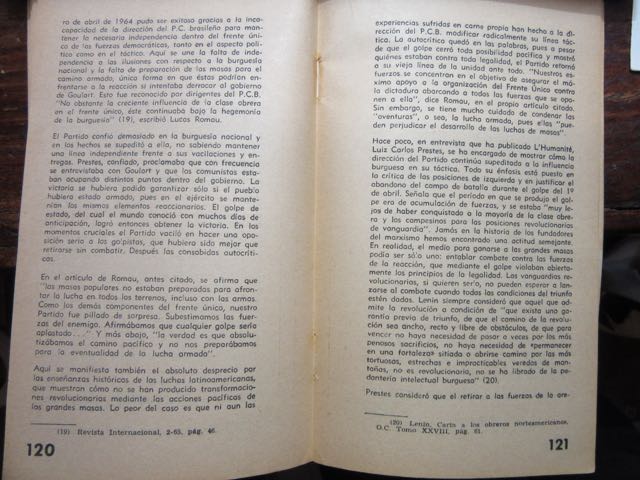 ro de abril de 1964 pudo ser exitoso gracias a la inca-
capacidad de la dirección del P.C. brasileño para man-
tener la necesaria independencia dentro del frente único
de las fuerzas democráticas, tanto en el aspecto polí-
tico como en el táctico. Aquí se une la falta de inde-
pendencia a las ilusiones con respecto a la burguesía
nacional y la falta de preparación de las masas para el
camino armado, única forma en que éstas podrían en-
frentarse a la reacción si intentaba derrocar al gobierno
de Goulart. Esto fue reconocido por dirigentes del P.C.B.
"No obstante la creciente influencia de la clase obrera
en el frente único, éste continuaba bajo la hegemonía
de la burguesía" (19), escribió Lucas Romau.
El Partido confió demasiado en la burguesía nacional y
en los hechos se supeditó a ella, no sabiendo mantener
una línea independiente frente a sus vacilaciones y en-
tregas. Prestes, confiado, proclamaba que con frecuencia
se entrevistaba con Goulart y que los comunistas esta-
ban ocupando distintos puntos dentro del gobierno. La
victoria se hubiera podido garantizar sólo si el pueblo
hubiera estado armado, pues en el ejército se mante-
nían los mismos elementos reaccionarios. El golpe de
estado, del cual el mundo conoció con muchos días de
anticipación, logró entonces obtener la victoria. En los
momentos cruciales el Partido vaciló en hacer una opo-
sición seria a los golpistas, que hubiera sido mejor que
retirarse sin combatir. Después las consabidas autocríti-
cas.
En el artículo de Romau, antes citado, se afirma que
"las masas populares no estaban preparadas para afron-
tar la lucha en todos los terrenos, incluso con las armas.
Como los demás componentes del frente único, nuestro
Partido fue pillado de sorpresa. Subestimamos las fuer-
zas del enemigo. Afirmábamos que cualquier golpe sería
aplastado. . ." Y más abajo, "la verdad es que absolu-
tizábamos el camino pacífico y no nos preparábamos
para la eventualidad de la lucha armada".
Aquí se manifiesta también el absoluto desprecio por
las enseñanzas históricas de las luchas latinoamericanas,
que muestran cómo no se han producido transformacio-
nes revolucionarias mediante las acciones pacíficas de
las grandes masas. Lo peor del caso es que ni aun las
(19) Revista Internacional, 2-65, pág. 46.
120
experiencias sufridas en carne propia han hecho a la di-
rección del P.C.B. modificar radicalmente su línea tác-
tica. La autocrítica quedó en las palabras, pues a pesar
de que el golpe cerró toda posibilidad pacífica y mostró
quiénes estaban contra toda legalidad, el Partido retornó
a su vieja línea de unidad ante todo. "Nuestros es-
fuerzos se concentran en el objetivo de asegurar el má-
ximo apoyo a la organización del Frente Único contra
la dictadura abarcando a todas las fuerzas que se opo-
nen a ella", dice Romau, en el propio artículo citado.
Sin embargo, se tiene mucho cuidado de condenar las
"aventuras", o sea, la lucha armada, pues ellas "pue-
den perjudicar el desarrollo de las luchas de masas".
Hace poco, en entrevista que ha publicado L'Humanité,
Luiz Carlos Prestes, se ha encargado de mostrar cómo la
dirección del Partido continúa supeditada a la influencia
burguesa en su táctica. Todo su énfasis está puesto en
la crítica de las posiciones de izquierda y en justificar el
abandono del campo de batalla durante el golpe del 1º
de abril. Señala que el período en que se produjo el gol-
pe era de acumulación de fuerzas, y se estaba "muy le-
jos de haber conquistado a la mayoría de la clase obre-
ra y los campesinos para las posiciones revolucionarias
de vanguardia". Jamás en la historia de los fundadores
del marxismo hemos encontrado una actitud semejante.
En realidad, el medio para ganarse a las grandes masas
podía ser sólo uno: entablar combate contra las fuerzas
de la reacción, que mediante el golpe violaban abierta-
mente los principios de la legalidad. Las vanguardias re-
volucionarias, si quieren serlo, no pueden esperar a lan-
zarse al combate cuando todas las condiciones del triunfo
estén dadas. Lenin siempre consideró que aquel que ad-
mite la revolución a condición de "que exista una ga-
rantía previa de triunfo, de que el camino de la revolu-
ción sea ancho, recto y libre de obstáculos, de que para
vencer no haya necesidad de pasar a veces por los más
penosos sacrificios, no haya necesidad de «permanecer
en una fortaleza» sitiada o abrirse camino por las más
tortuosas, estrechas e impracticables veredas de mon-
tañas, no es revolucionario, no se ha librado de la pe-
dantería intelectual burguesa" (20).
Prestes consideró que el retirar a las fuerzas de la are-
(20) Lenin, Carta a los obreros norteamericanos,
O.C. Tomo XXVIII, pág. 61.
121